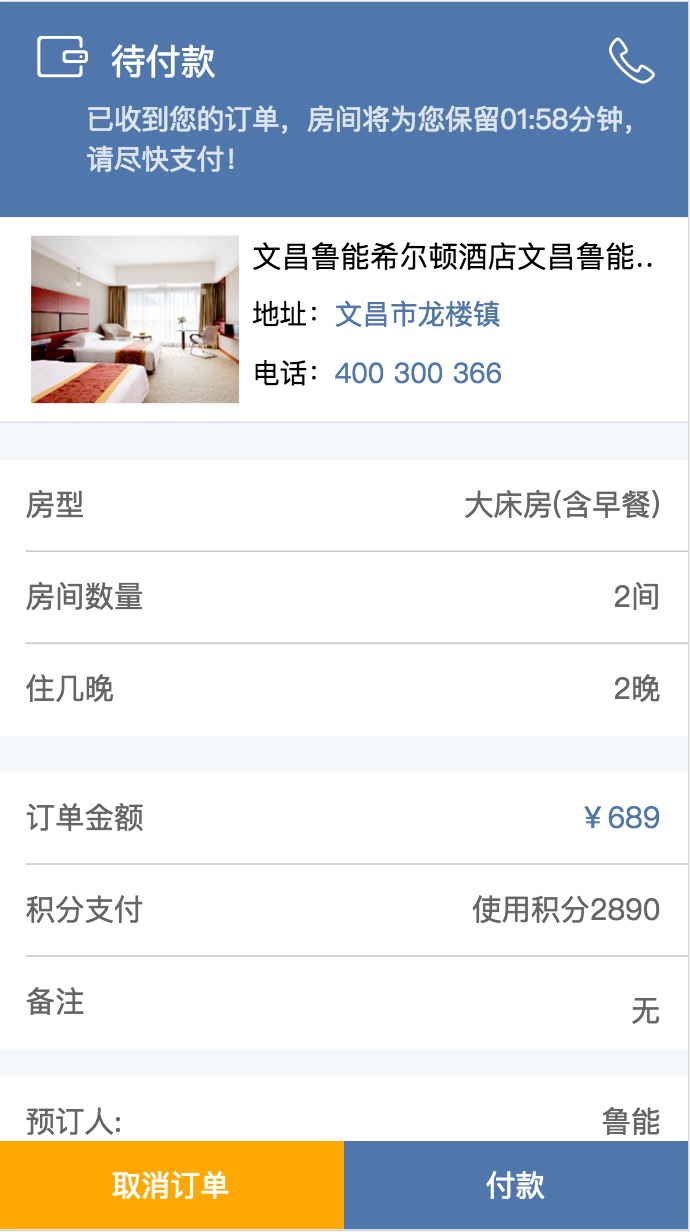 待付款
已收到您的订单，房间将为您保留01:58分钟，
请尽快支付！
文昌鲁能希尔顿酒店文昌鲁能..
地址：文昌市龙楼镇
电话：400 300 366
房型 大床房(含早餐)
房间数量 2间
住几晚 2晚
订单金额 ¥689
积分支付 使用积分2890
备注 无
预订人: 鲁能
取消订单 付款